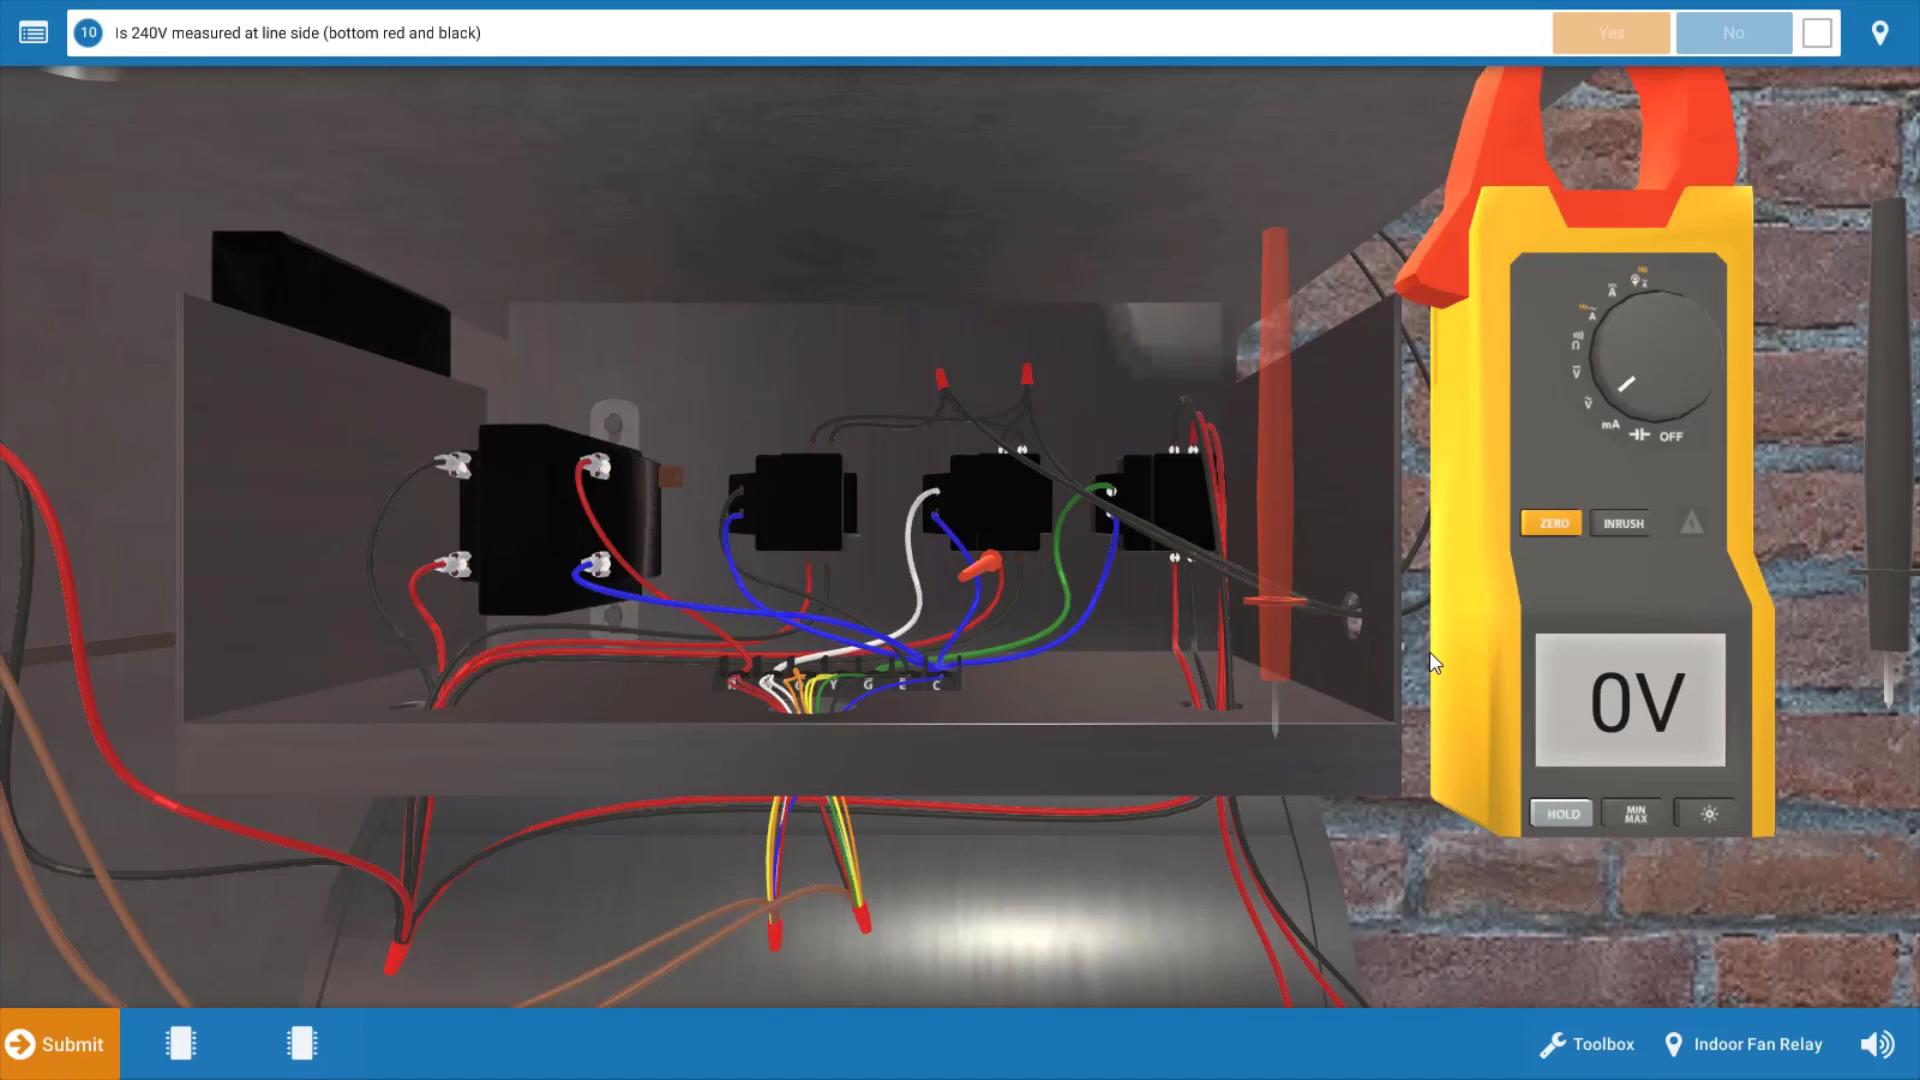 10 Is 240V measured at line side (bottom red and black)
Yes No
mA
OFF
ZERO INRUSH
R Y G E C
0V
HOLD MIN MAX
Submit
Toolbox Indoor Fan Relay